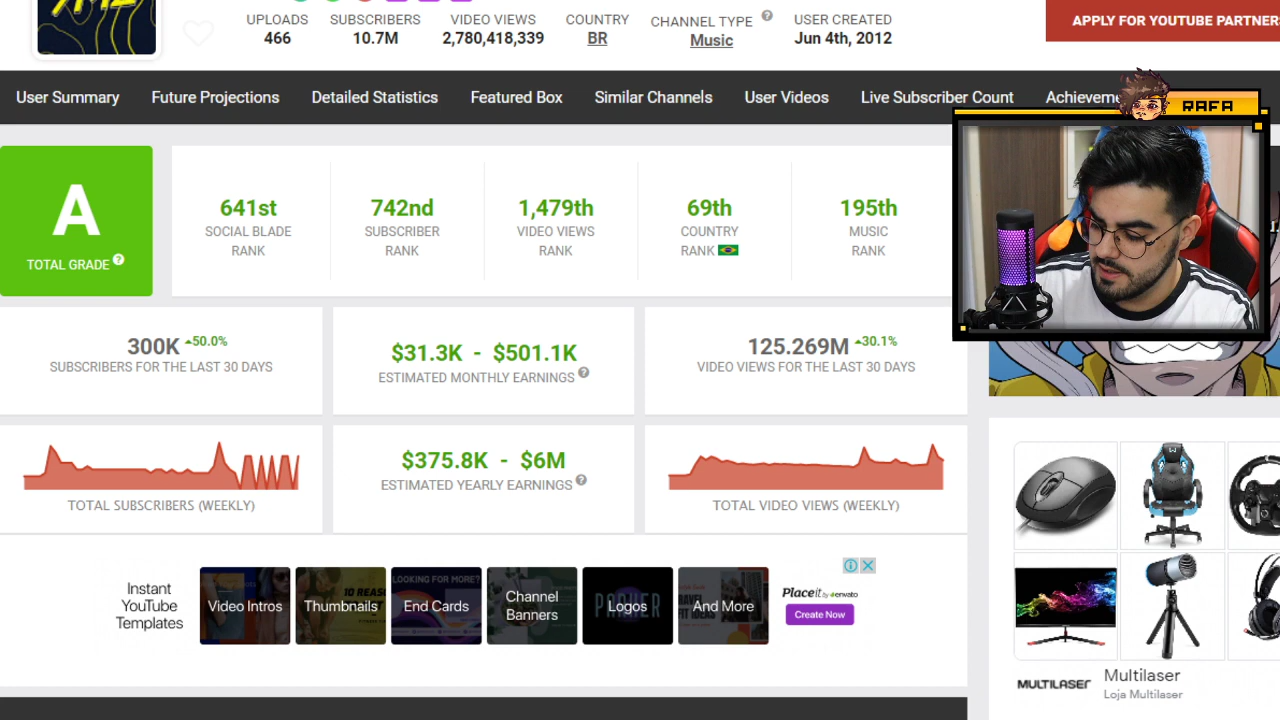 UPLOADS
466
SUBSCRIBERS
10.7M
VIDEO VIEWS
2,780,418,339
COUNTRY
BR
CHANNEL TYPE ?
Music
USER CREATED
Jun 4th, 2012
APPLY FOR YOUTUBE
User Summary
Future Projections
Detailed Statistics
Featured Box
Similar Channels
User Videos
Live Subscriber Count
RAFA
A
TOTAL GRADE ?
641st
SOCIAL BLADE
RANK
742nd
SUBSCRIBER
RANK
1,479th
VIDEO VIEWS
RANK
69th
COUNTRY
RANK
195th
MUSIC
RANK
300K 50.0%
SUBSCRIBERS FOR THE LAST 30 DAYS
$31.3K - $501.1K
ESTIMATED MONTHLY EARNINGS ?
125.269M 30.1%
VIDEO VIEWS FOR THE LAST 30 DAYS
TOTAL SUBSCRIBERS (WEEKLY)
$375.8K - $6M
ESTIMATED YEARLY EARNINGS ?
TOTAL VIDEO VIEWS (WEEKLY)
Instant
YouTube
Templates
Video Intros
Thumbnails
LOOKING FOR MORE?
End Cards
Channel
Banners
Logos
And More
Placeit by envato
Create Now
MULTILASER
Multilaser
Loja Multilaser